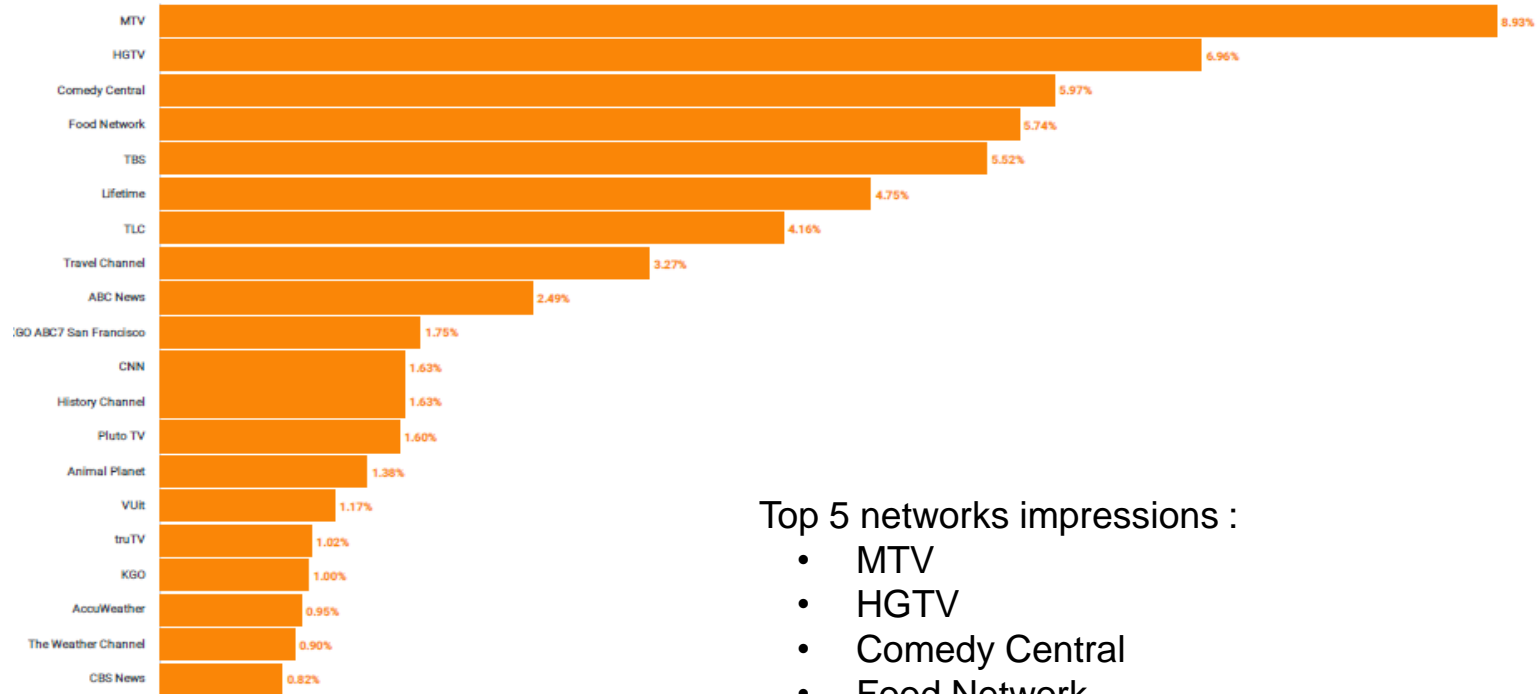 MTV 8.93%
HGTV 6.96%
Comedy Central 5.97%
Food Network 5.74%
TBS 5.52%
Lifetime 4.75%
TLC 4.16%
Travel Channel 3.27%
ABC News 2.49%
GO ABC7 San Francisco 1.75%
CNN 1.63%
History Channel 1.63%
Pluto TV 1.60%
Animal Planet 1.38%
VUit 1.17%
truTV 1.02%
KGO 1.00%
AccuWeather 0.95%
The Weather Channel 0.90%
CBS News 0.82%
Top 5 networks impressions :
• MTV
• HGTV
• Comedy Central
• Food Network